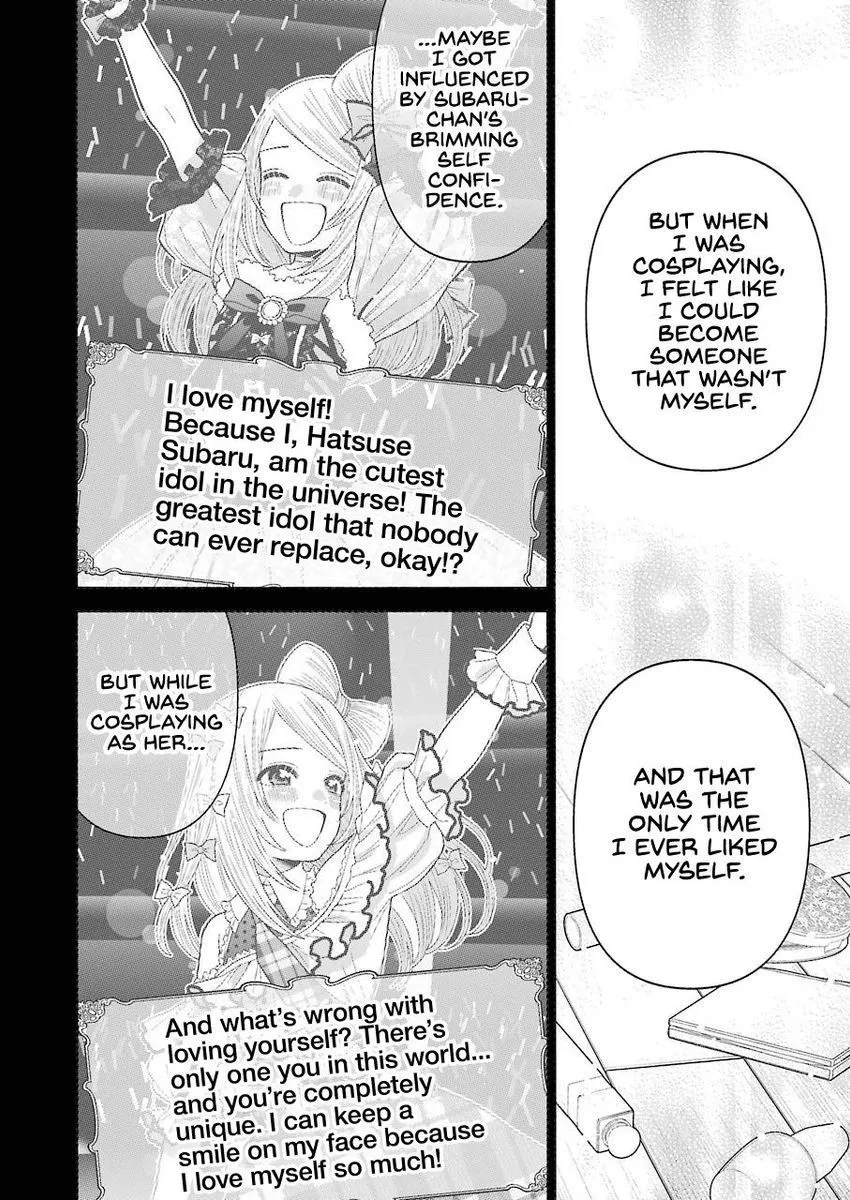 BUT WHEN
I WAS
COSPLAYING,
I FELT LIKE
I COULD
BECOME
SOMEONE
THAT WASN'T
MYSELF.
AND THAT
WAS THE
ONLY TIME
I EVER LIKED
MYSELF.
...MAYBE
I GOT
INFLUENCED
BY SUBARU-
CHAN'S
BRIMMING
SELF
CONFI-
DENCE.
I love myself!
Because I, Hatsuse
Subaru, am the cutest
idol in the universe! The
greatest idol that nobody
can ever replace, okay!?
BUT WHILE
I WAS
COSPLAYING
AS HER...
And what's wrong with
loving yourself? There's
only one you in this world...
and you're completely
unique. I can keep a
smile on my face because
I love myself so much!